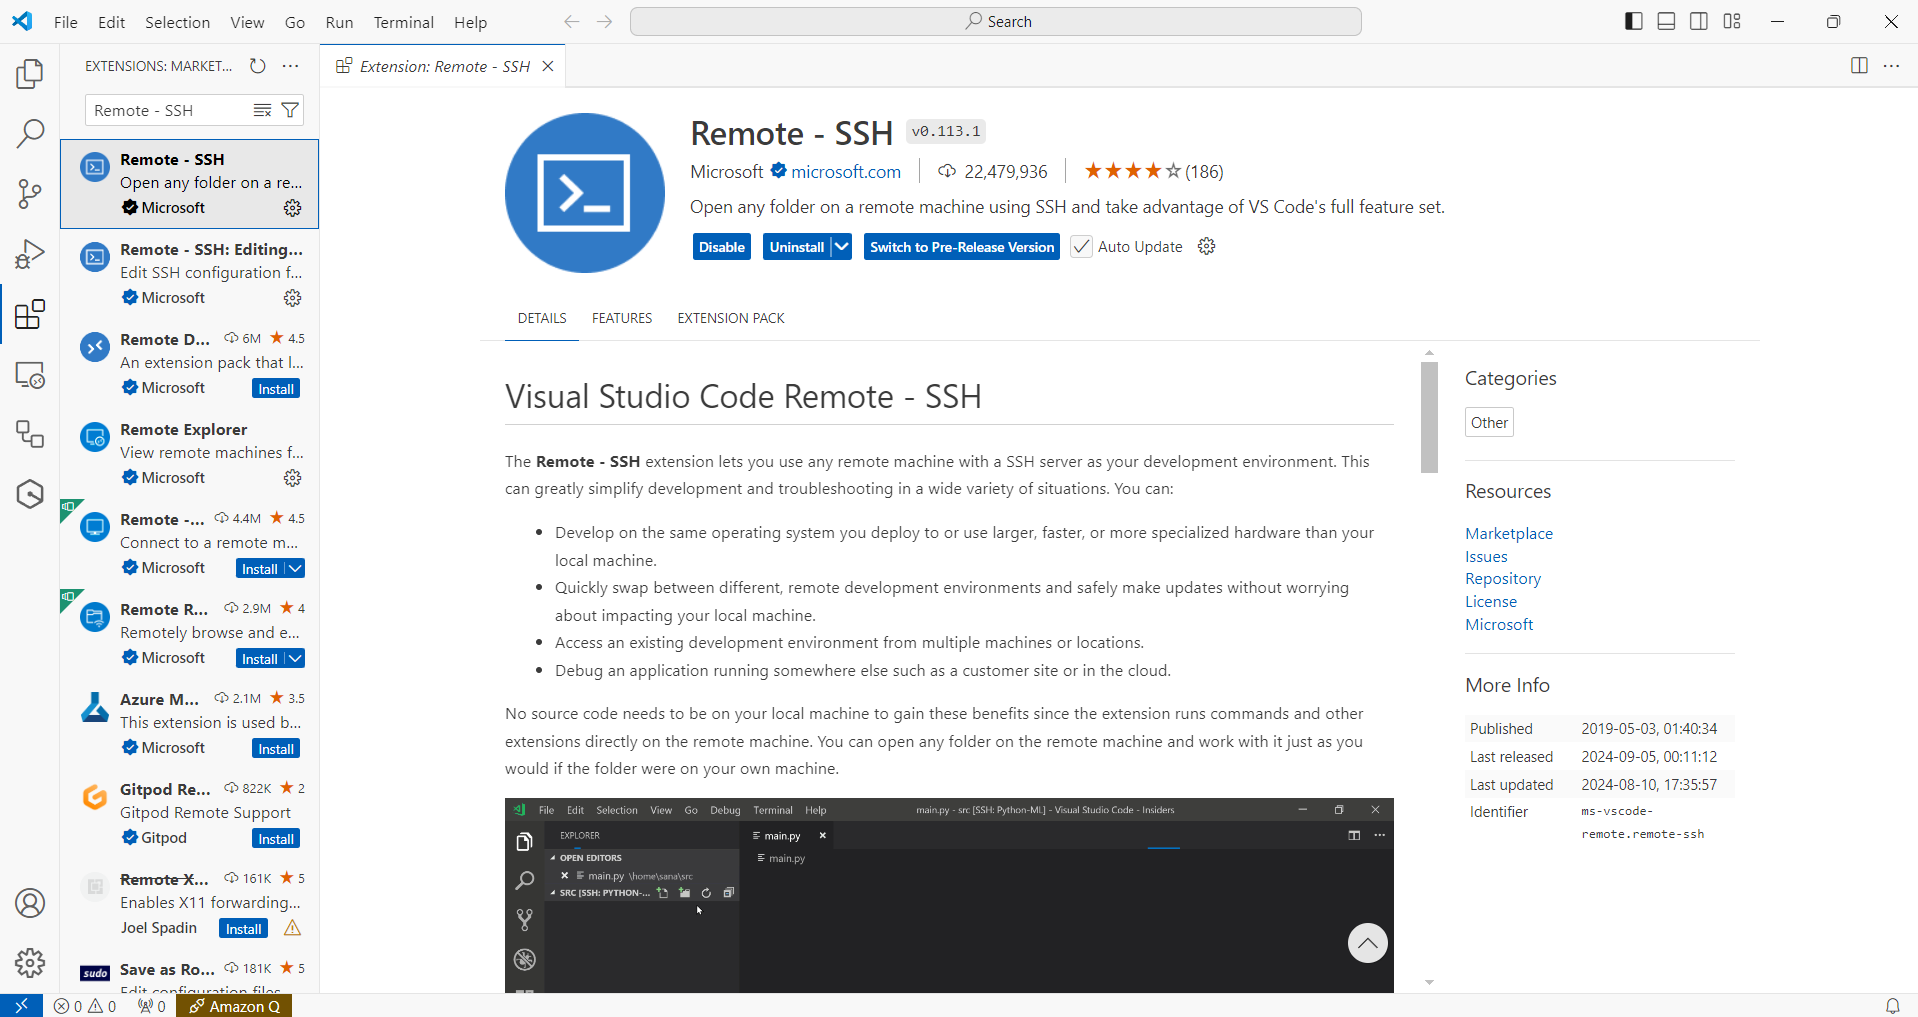 File Edit Selection View Go Run Terminal Help
Search
EXTENSIONS: MARKET...
Extension: Remote - SSH
Remote - SSH
Remote - SSH
Open any folder on a re...
Microsoft
Remote - SSH: Editing...
Edit SSH configuration f...
Microsoft
Remote D... 6M 4.5
An extension pack that l...
Microsoft Install
Remote Explorer
View remote machines f...
Microsoft
Remote -... 4.4M 4.5
Connect to a remote m...
Microsoft Install
Remote R... 2.9M 4
Remotely browse and e...
Microsoft Install
Azure M... 2.1M 3.5
This extension is used b...
Microsoft Install
Gitpod Re... 822K 2
Gitpod Remote Support
Gitpod Install
Remote X... 161K 5
Enables X11 forwarding...
Joel Spadin Install
sudo Save as Ro... 181K 5
Edit configuration files
Remote - SSH v0.113.1
Microsoft microsoft.com 22,479,936 (186)
Open any folder on a remote machine using SSH and take advantage of VS Code's full feature set.
Disable Uninstall Switch to Pre-Release Version Auto Update
DETAILS FEATURES EXTENSION PACK
Visual Studio Code Remote - SSH
The Remote - SSH extension lets you use any remote machine with a SSH server as your development environment. This
can greatly simplify development and troubleshooting in a wide variety of situations. You can:
Develop on the same operating system you deploy to or use larger, faster, or more specialized hardware than your
local machine.
Quickly swap between different, remote development environments and safely make updates without worrying
about impacting your local machine.
Access an existing development environment from multiple machines or locations.
Debug an application running somewhere else such as a customer site or in the cloud.
No source code needs to be on your local machine to gain these benefits since the extension runs commands and other
extensions directly on the remote machine. You can open any folder on the remote machine and work with it just as you
would if the folder were on your own machine.
File Edit Selection View Go Debug Terminal Help main.py - src [SSH: Python-ML] - Visual Studio Code - Insiders
EXPLORER main.py
OPEN EDITORS main.py
main.py \home\sana\src
SRC [SSH: PYTHON-...
Categories
Other
Resources
Marketplace
Issues
Repository
License
Microsoft
More Info
Published 2019-05-03, 01:40:34
Last released 2024-09-05, 00:11:12
Last updated 2024-08-10, 17:35:57
Identifier ms-vscode-
remote.remote-ssh
0 0 0 Amazon Q